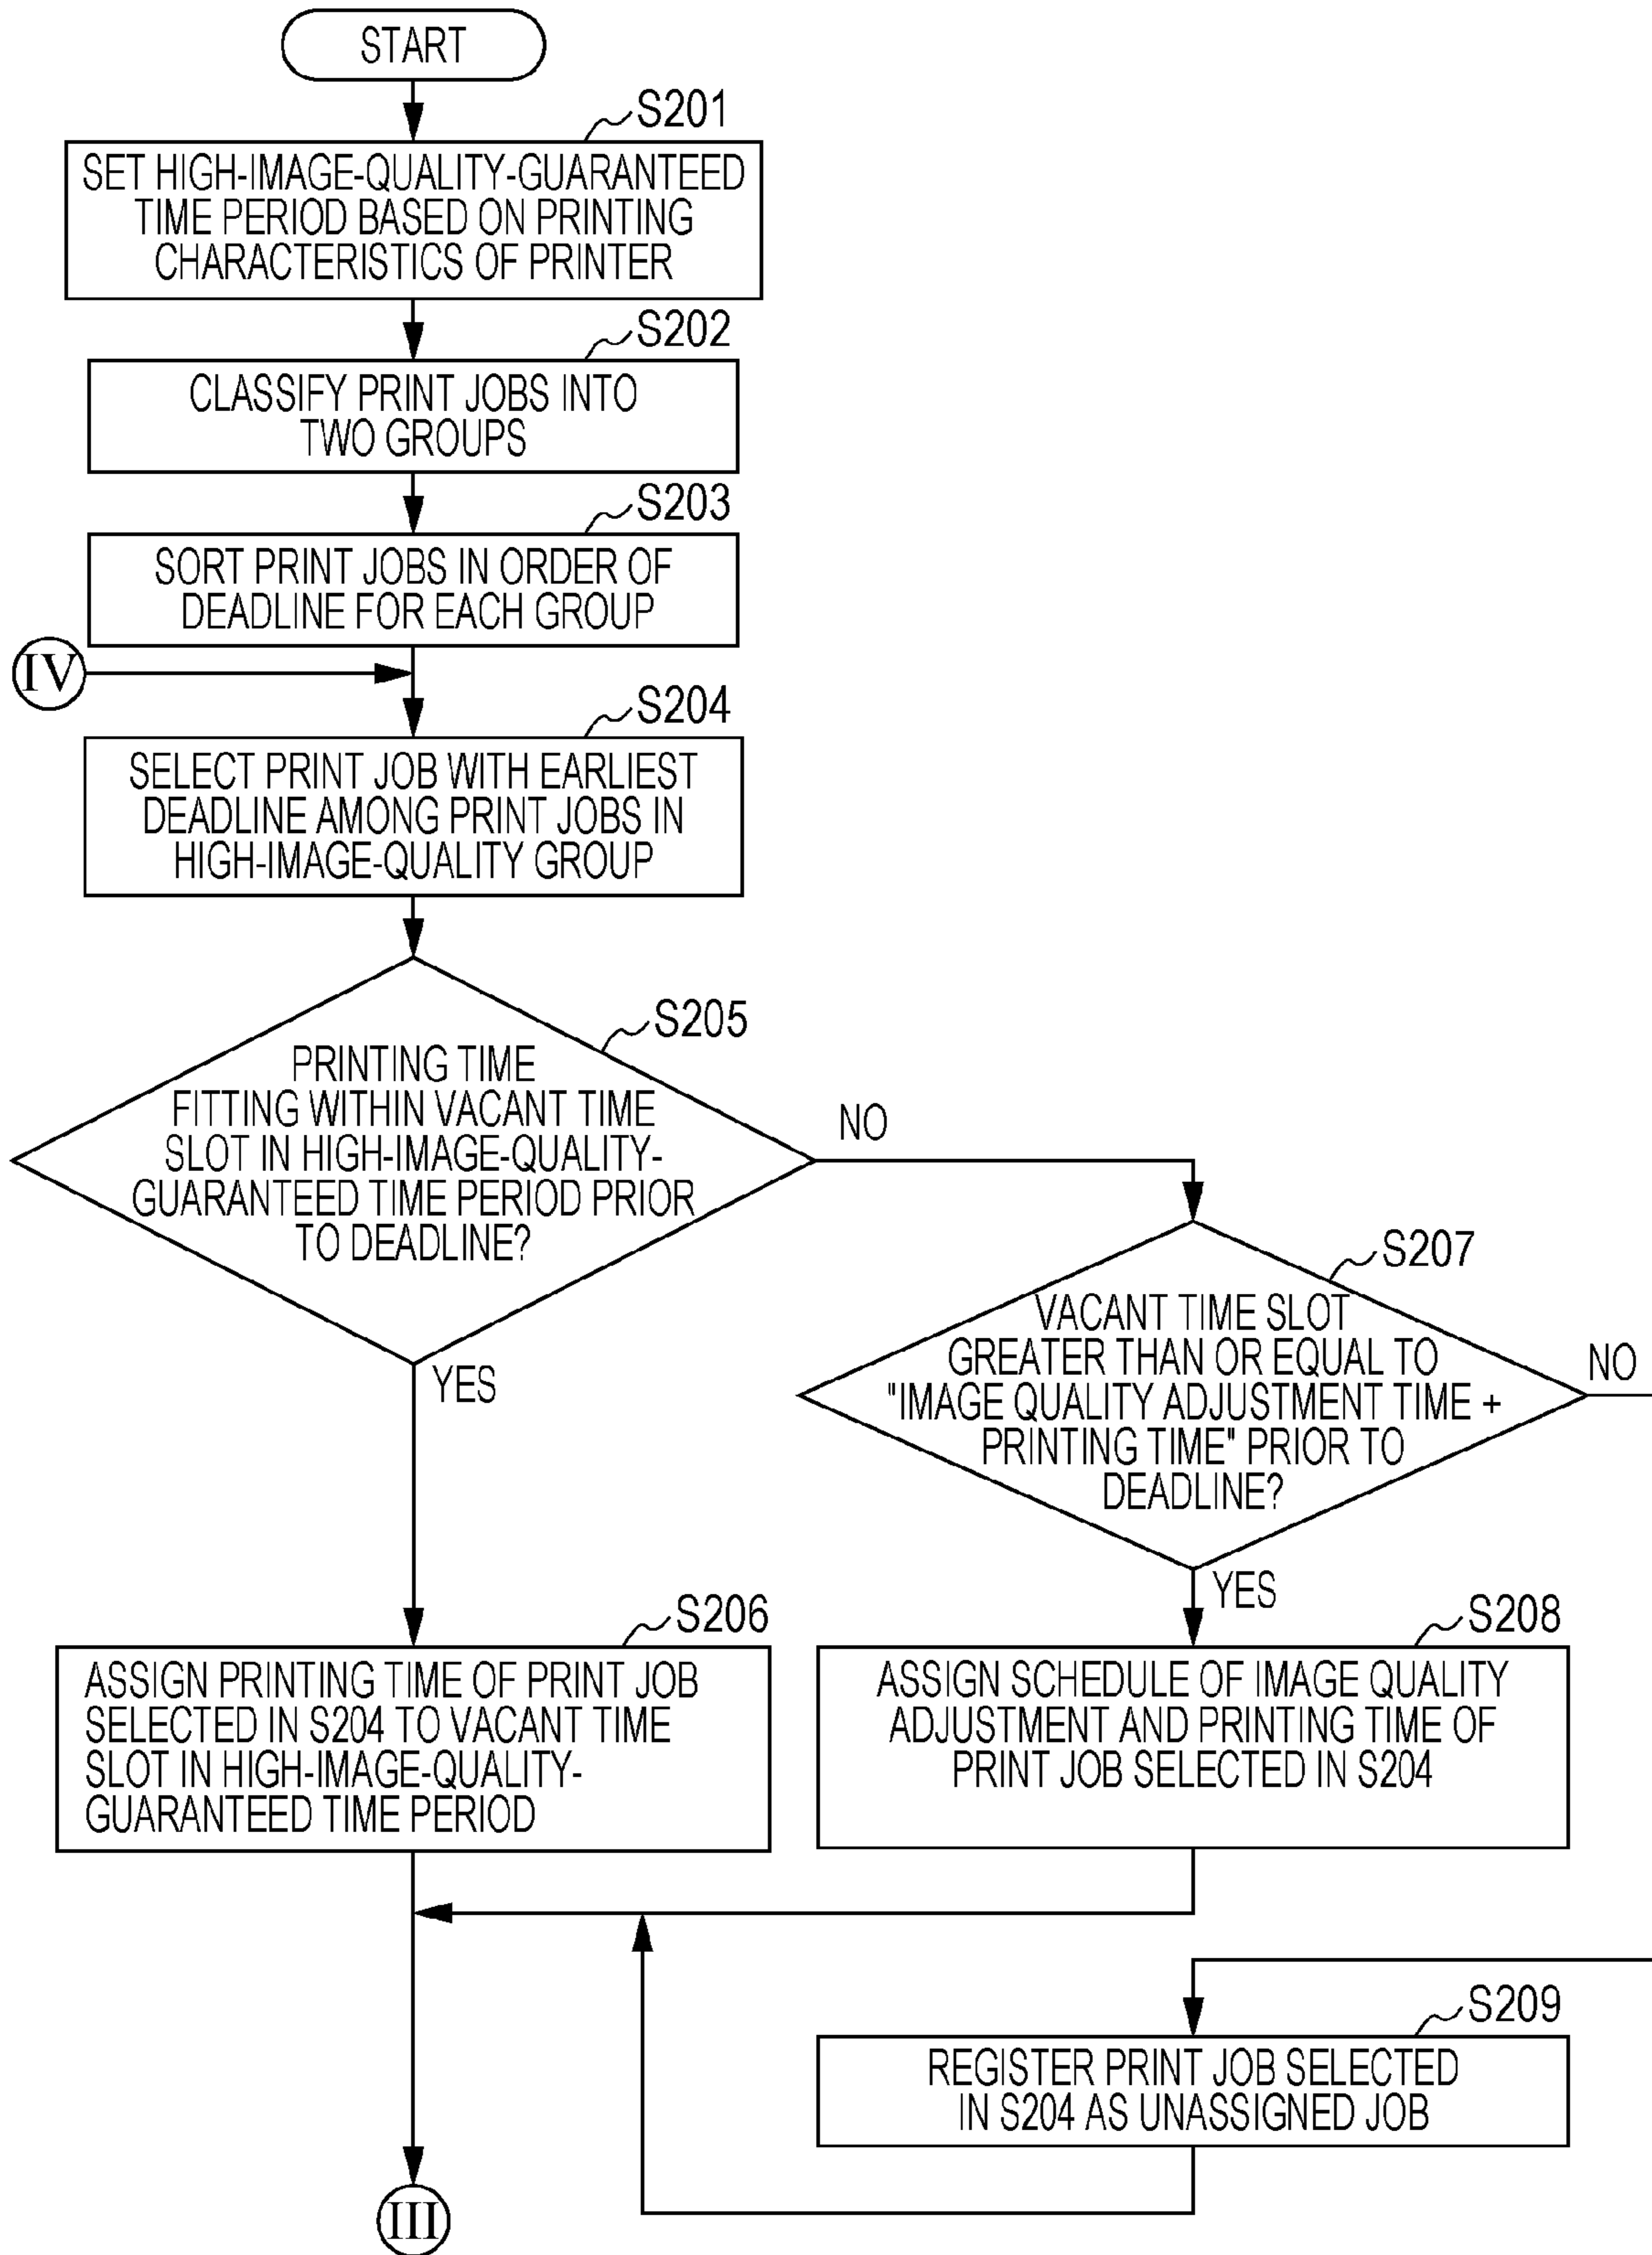 START
S201
SET HIGH-IMAGE-QUALITY-GUARANTEED
TIME PERIOD BASED ON PRINTING
CHARACTERISTICS OF PRINTER
S202
CLASSIFY PRINT JOBS INTO
TWO GROUPS
S203
SORT PRINT JOBS IN ORDER OF
DEADLINE FOR EACH GROUP
IV
S204
SELECT PRINT JOB WITH EARLIEST
DEADLINE AMONG PRINT JOBS IN
HIGH-IMAGE-QUALITY GROUP
S205
PRINTING TIME
FITTING WITHIN VACANT TIME
SLOT IN HIGH-IMAGE-QUALITY-
GUARANTEED TIME PERIOD PRIOR
TO DEADLINE?
NO
YES
S207
VACANT TIME SLOT
GREATER THAN OR EQUAL TO
"IMAGE QUALITY ADJUSTMENT TIME +
PRINTING TIME" PRIOR TO
DEADLINE?
NO
YES
S206
ASSIGN PRINTING TIME OF PRINT JOB
SELECTED IN S204 TO VACANT TIME
SLOT IN HIGH-IMAGE-QUALITY-
GUARANTEED TIME PERIOD
S208
ASSIGN SCHEDULE OF IMAGE QUALITY
ADJUSTMENT AND PRINTING TIME OF
PRINT JOB SELECTED IN S204
S209
REGISTER PRINT JOB SELECTED
IN S204 AS UNASSIGNED JOB
III